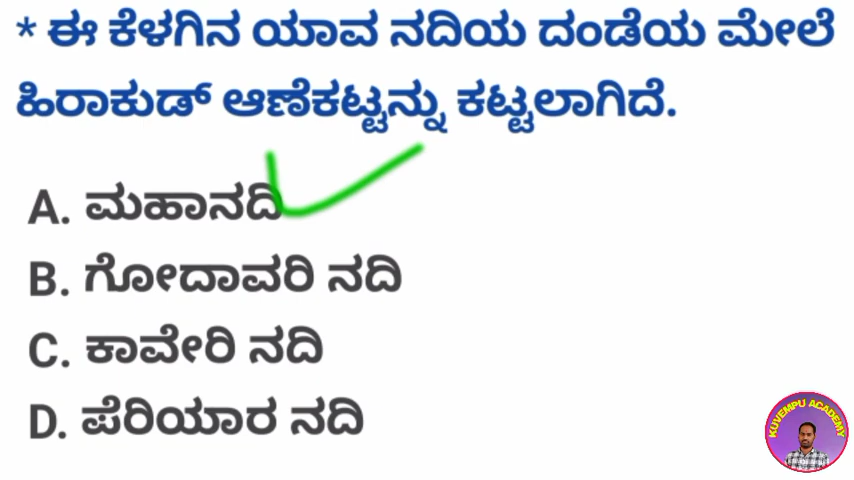 * ಈ ಕೆಳಗಿನ ಯಾವ ನದಿಯ ದಂಡೆಯ ಮೇಲೆ
ಹಿರಾಕುಡ್ ಆಣೆಕಟ್ಟನ್ನು ಕಟ್ಟಲಾಗಿದೆ.
A. ಮಹಾನದಿ
B. ಗೋದಾವರಿ ನದಿ
C. ಕಾವೇರಿ ನದಿ
D. ಪೆರಿಯಾರ ನದಿ
KUVEMPU ACADEMY